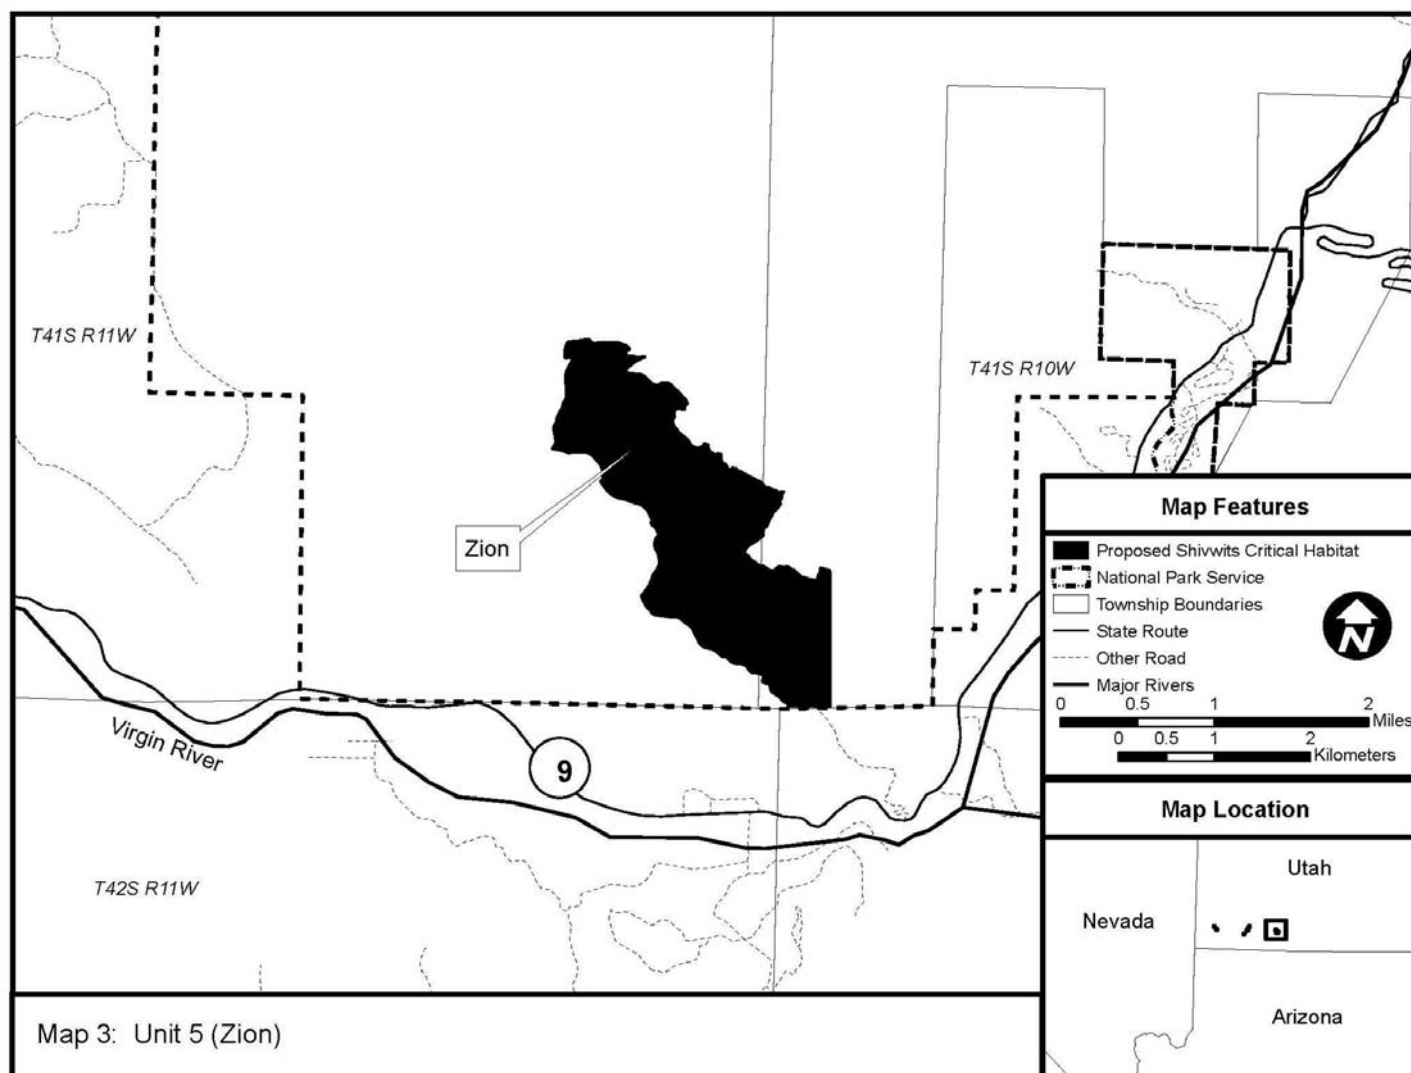 T41S R11W
T41S R10W
Zion
Virgin River
9
T42S R11W
Map Features
Proposed Shivwits Critical Habitat
National Park Service
Township Boundaries
State Route
Other Road
Major Rivers
N
0 0.5 1 2
Miles
0 0.5 1 2
Kilometers
Map Location
Utah
Nevada
Arizona
Map 3: Unit 5 (Zion)